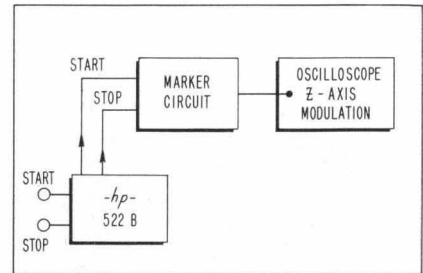 START
STOP
MARKER
CIRCUIT
OSCILLOSCOPE
Z - AXIS
MODULATION
START
STOP
-hp-
522 B